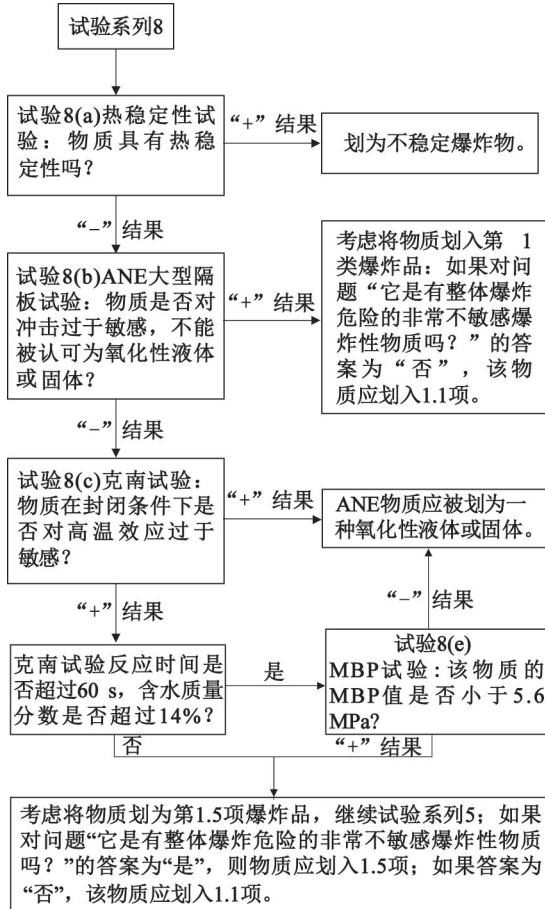 试验系列8
试验8(a)热稳定性试
验：物质具有热稳
定性吗？
“+”结果
划为不稳定爆炸物。
“−”结果
试验8(b)ANE大型隔
板试验：物质是否对
冲击过于敏感，不能
被认可为氧化性液体
或固体？
“+”结果
考虑将物质划入第 1
类爆炸品：如果对问
题“它是有整体爆炸
危险的非常不敏感爆
炸性物质吗？”的答案
为“否”，该物
质应划入1.1项。
“−”结果
试验8(c)克南试验：
物质在封闭条件下是
否对高温效应过于
敏感？
“+”结果
ANE物质应被划为一
种氧化性液体或固体。
“+”结果
“−”结果
克南试验反应时间是
否超过60 s，含水质量
分数是否超过14%？
是
试验8(e)
MBP试验：该物质的
MBP值是否小于5.6
MPa?
否
“+”结果
考虑将物质划为第1.5项爆炸品，继续试验系列5；如果
对问题“它是有整体爆炸危险的非常不敏感爆炸性物质
吗？”的答案为“是”，则物质应划入1.5项；如果答案为
“否”，该物质应划入1.1项。